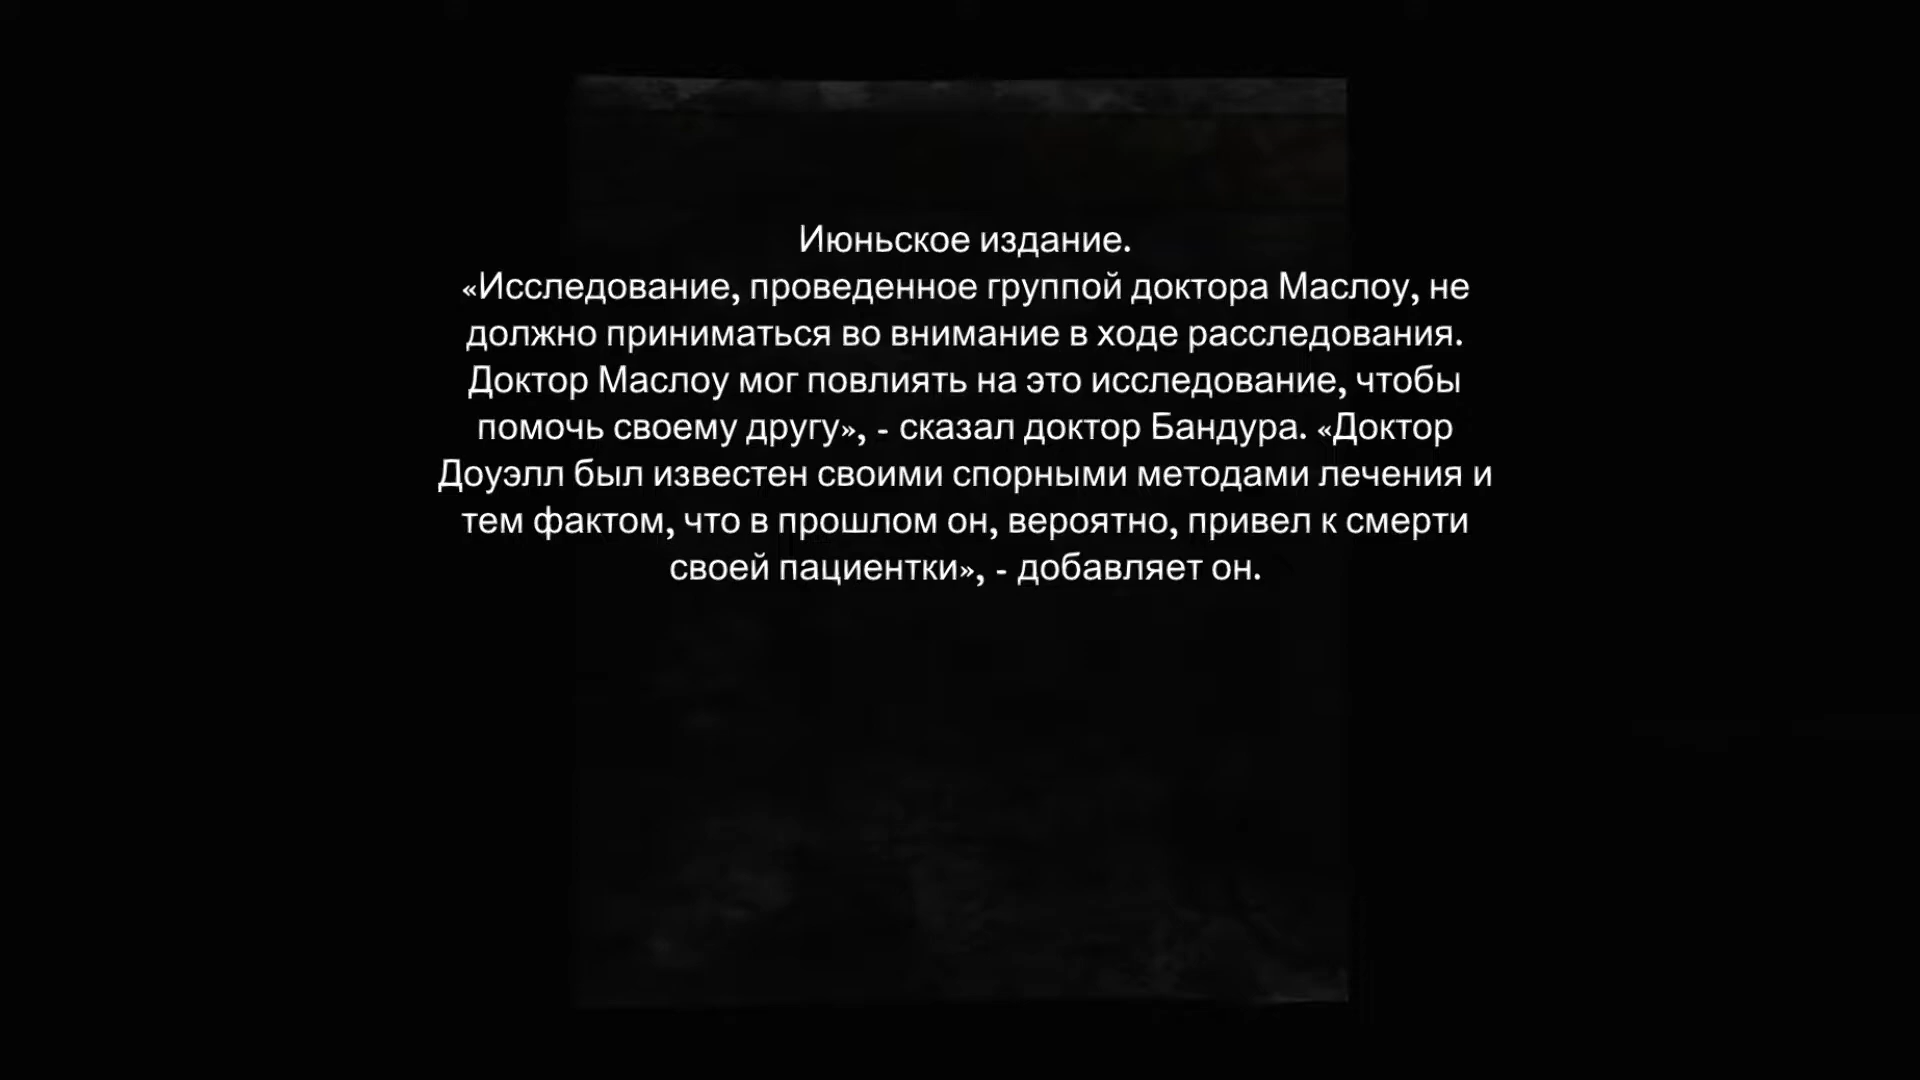 Июньское издание.
«Исследование, проведенное группой доктора Маслоу, не
должно приниматься во внимание в ходе расследования.
Доктор Маслоу мог повлиять на это исследование, чтобы
помочь своему другу», - сказал доктор Бандура. «Доктор
Доуэлл был известен своими спорными методами лечения и
тем фактом, что в прошлом он, вероятно, привел к смерти
своей пациентки», - добавляет он.